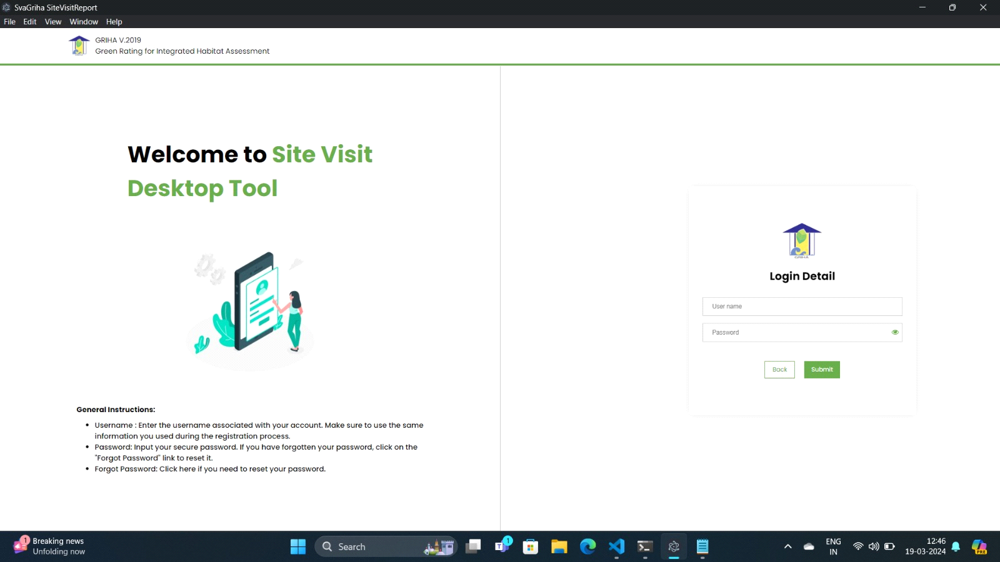 SvaGriha SiteVisitReport
File Edit View Window Help
GRIHA V.2019
Green Rating for Integrated Habitat Assessment
Welcome to Site Visit
Desktop Tool
General Instructions:
Username : Enter the username associated with your account. Make sure to use the same
information you used during the registration process.
Password: Input your secure password. If you have forgotten your password, click on the
"Forgot Password" link to reset it.
Forgot Password: Click here if you need to reset your password.
GRIHA
Login Detail
User name
Password
Back Submit
1
Breaking news
Unfolding now
Search
T
1
ENG
IN
12:46
19-03-2024
PRE